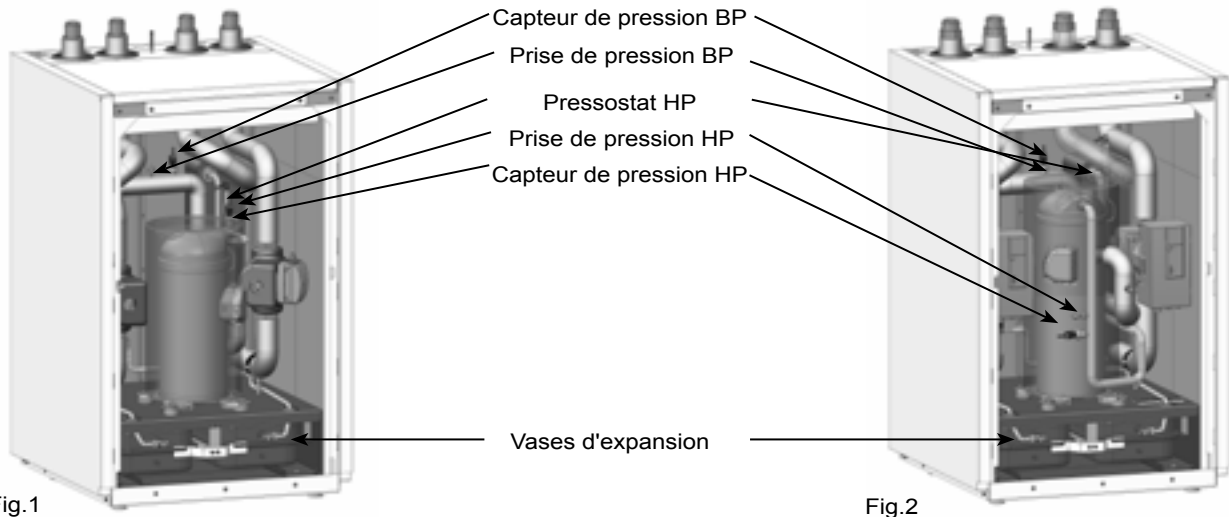 Capteur de pression BP
Prise de pression BP
Pressostat HP
Prise de pression HP
Capteur de pression HP
Vases d'expansion
ig.1
Fig.2